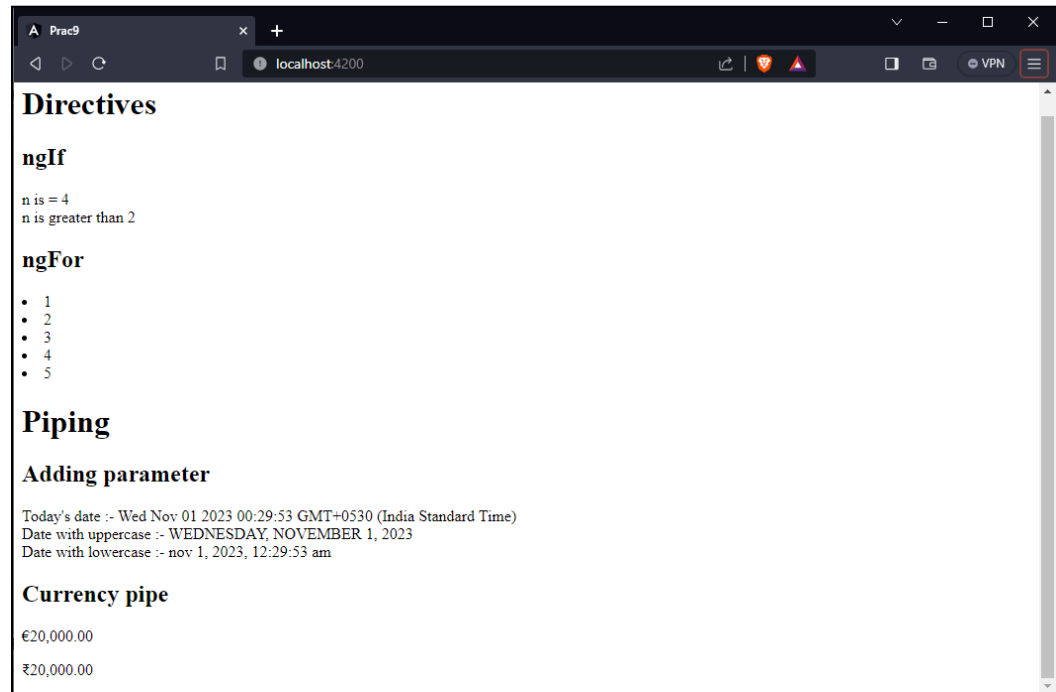 Prac9
localhost:4200
VPN
Directives
ngIf
n is = 4
n is greater than 2
ngFor
• 1
• 2
• 3
• 4
• 5
Piping
Adding parameter
Today's date :- Wed Nov 01 2023 00:29:53 GMT+0530 (India Standard Time)
Date with uppercase :- WEDNESDAY, NOVEMBER 1, 2023
Date with lowercase :- nov 1, 2023, 12:29:53 am
Currency pipe
€20,000.00
₹20,000.00